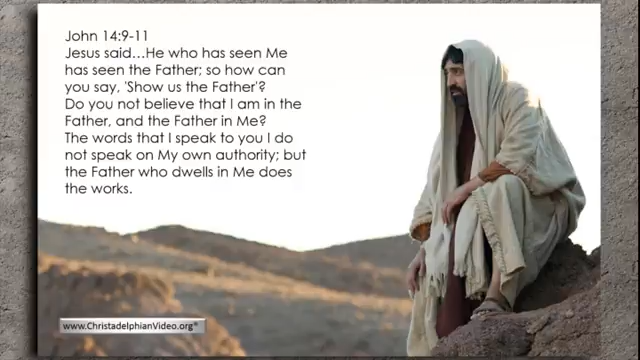 John 14:9-11
Jesus said…He who has seen Me
has seen the Father; so how can
you say, 'Show us the Father'?
Do you not believe that I am in the
Father, and the Father in Me?
The words that I speak to you I do
not speak on My own authority; but
the Father who dwells in Me does
the works.
www.ChristadelphianVideo.org®